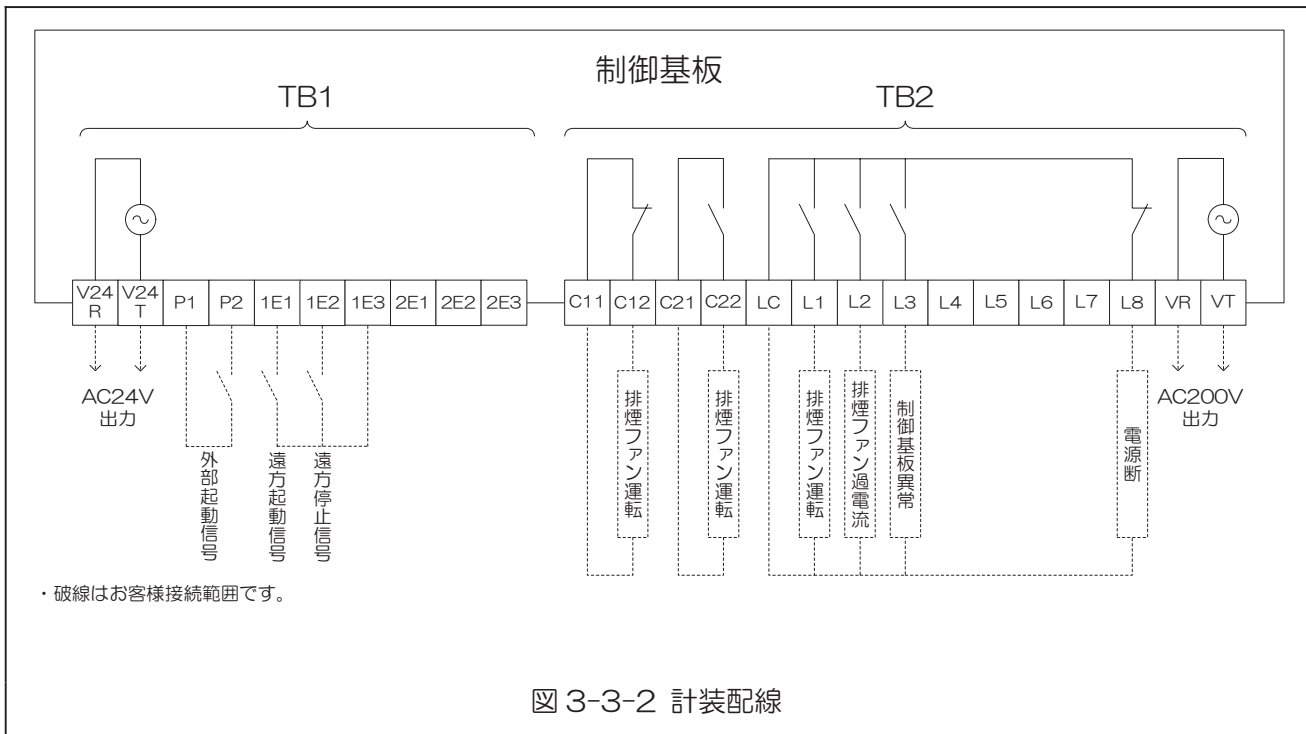 制御基板
TB1
TB2
V24 R
V24 T
P1
P2
1E1
1E2
1E3
2E1
2E2
2E3
C11
C12
C21
C22
LC
L1
L2
L3
L4
L5
L6
L7
L8
VR
VT
AC24V
出力
外部起動信号
遠方起動信号
遠方停止信号
排煙ファン運転
排煙ファン運転
排煙ファン運転
排煙ファン過電流
制御基板異常
電源断
AC200V
出力
・破線はお客様接続範囲です。
図 3-3-2 計装配線